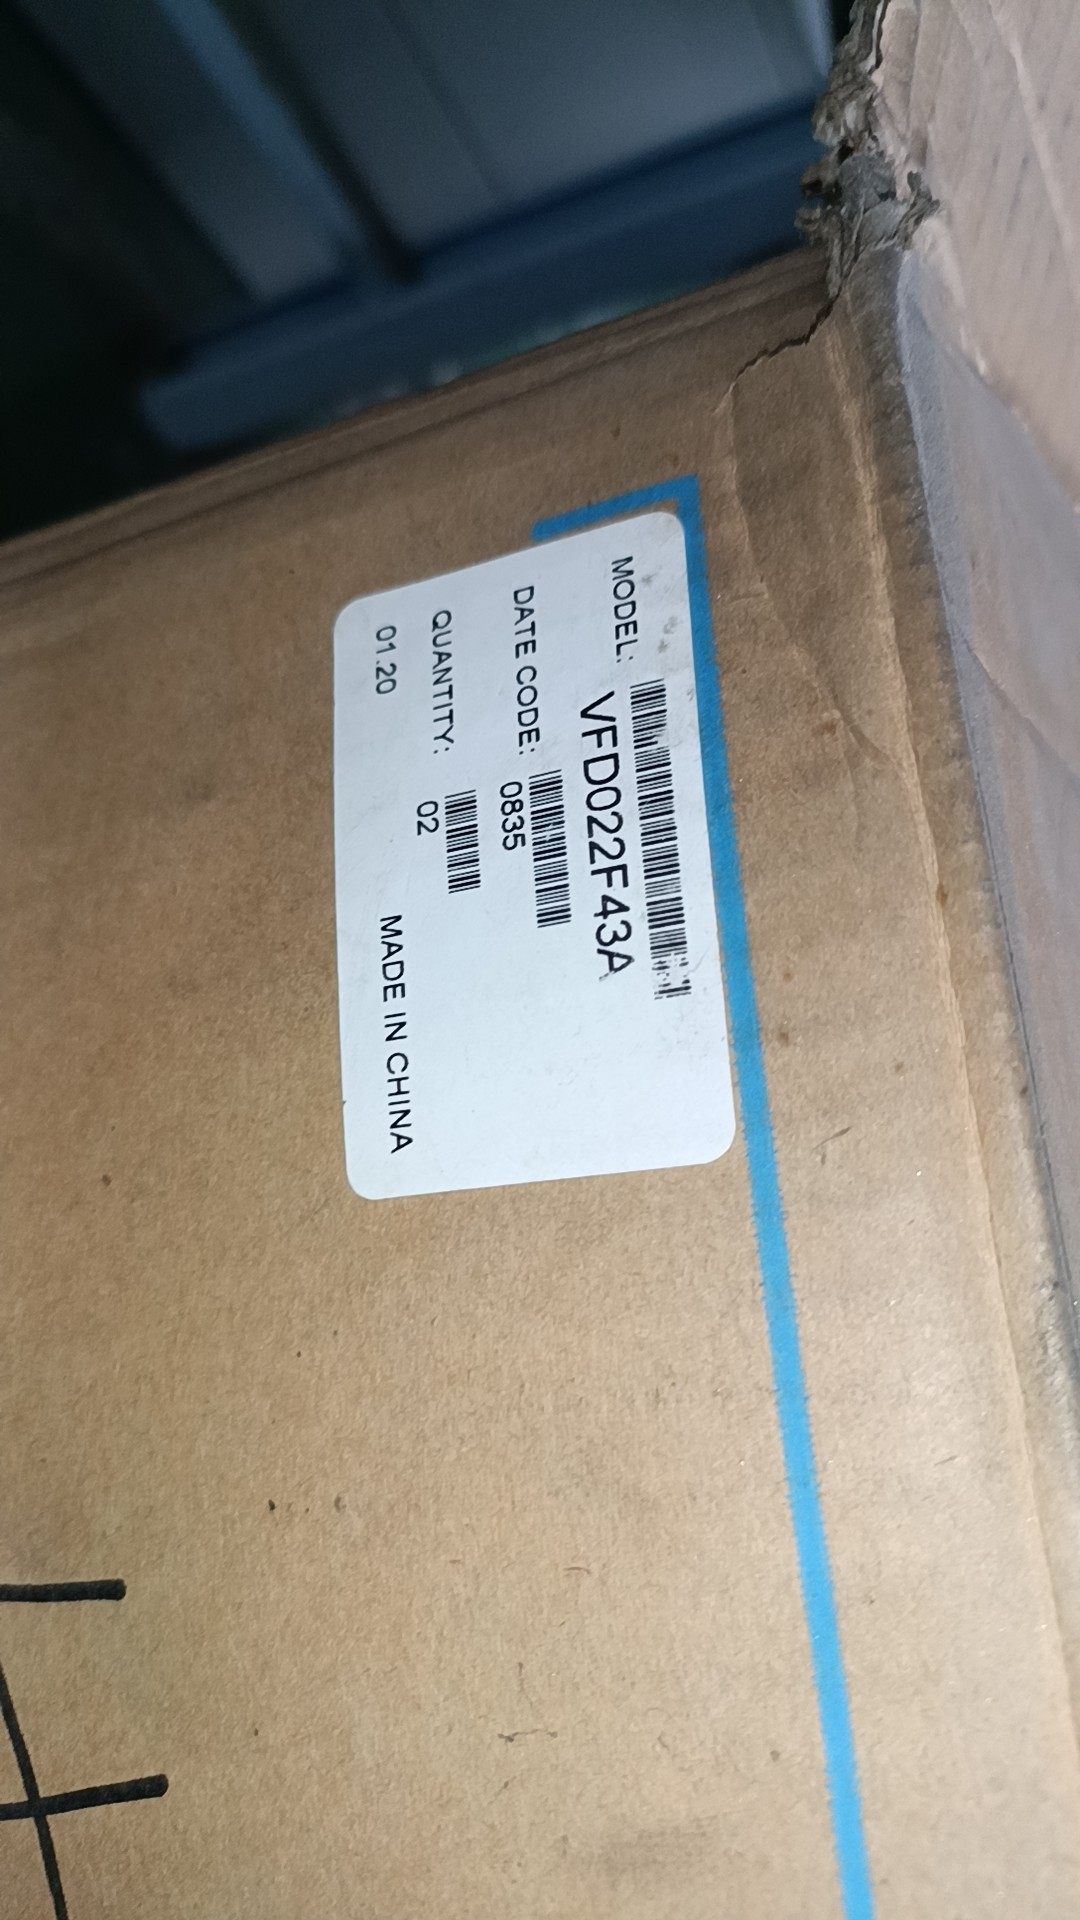 MODEL:
VFD022F43A
DATE CODE:
0835
QUANTITY:
02
01.20 MADE IN CHINA